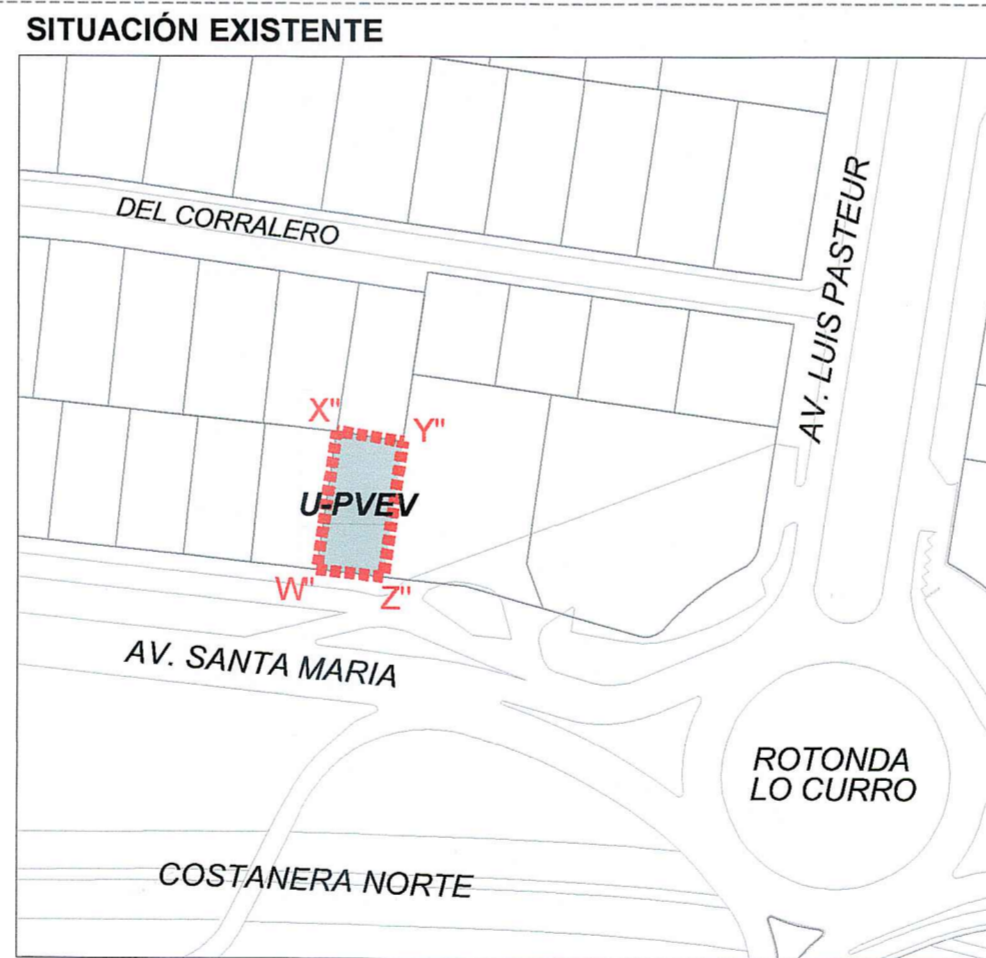 SITUACIÓN EXISTENTE
DEL CORRALERO
AV. LUIS PASTEUR
X"
Y"
U-PVEV
W"
Z"
AV. SANTA MARIA
ROTONDA
LO CURRO
COSTANERA NORTE